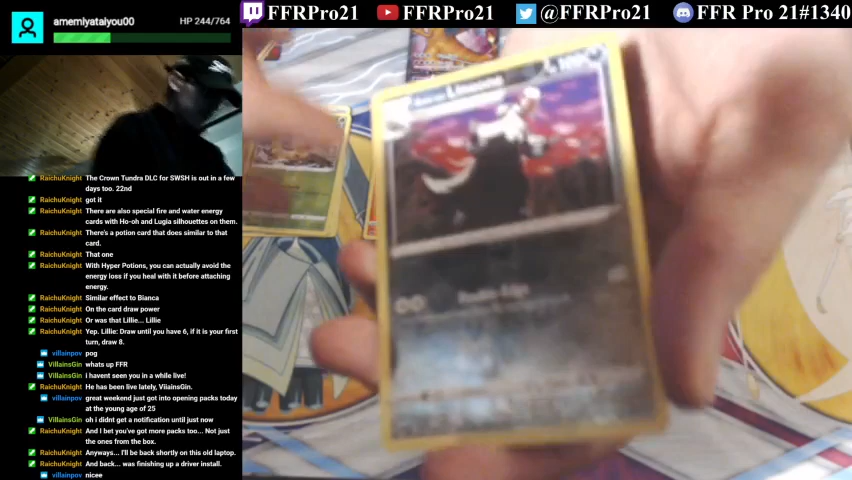 amemlyatalyou00
HP 244/764
FFRPro21
FFRPro21
@FFRPro21
FFR Pro 21#1340
RaichuKnight The Crown Tundra DLC for SWSH is out in a few
days too. 22nd
RaichuKnight got it
RaichuKnight There are also special fire and water energy
cards with Ho-oh and Lugia silhouettes on them.
RaichuKnight There's a potion card that does similar to that
card.
RaichuKnight That one
RaichuKnight With Hyper Potions, you can actually avoid the
energy loss if you heal with it before attaching
energy.
RaichuKnight Similar effect to Bianca
RaichuKnight On the card draw power
RaichuKnight Or was that Lillie... Lillie
RaichuKnight Yep. Lillie: Draw until you have 6, if it is your first
turn, draw 8.
villainpov pog
VillainsGin whats up FFR
VillainsGin i havent seen you in a while live!
RaichuKnight He has been live lately, ViiainsGin.
villainpov great weekend just got into opening packs today
at the young age of 25
VillainsGin oh i didnt get a notification until just now
RaichuKnight And I bet you've got more packs too... Not just
the ones from the box.
RaichuKnight Anyways... I'll be back shortly on this old laptop.
RaichuKnight And back... was finishing up a driver install.
villainpov nicee
Linoone
Double-Edge